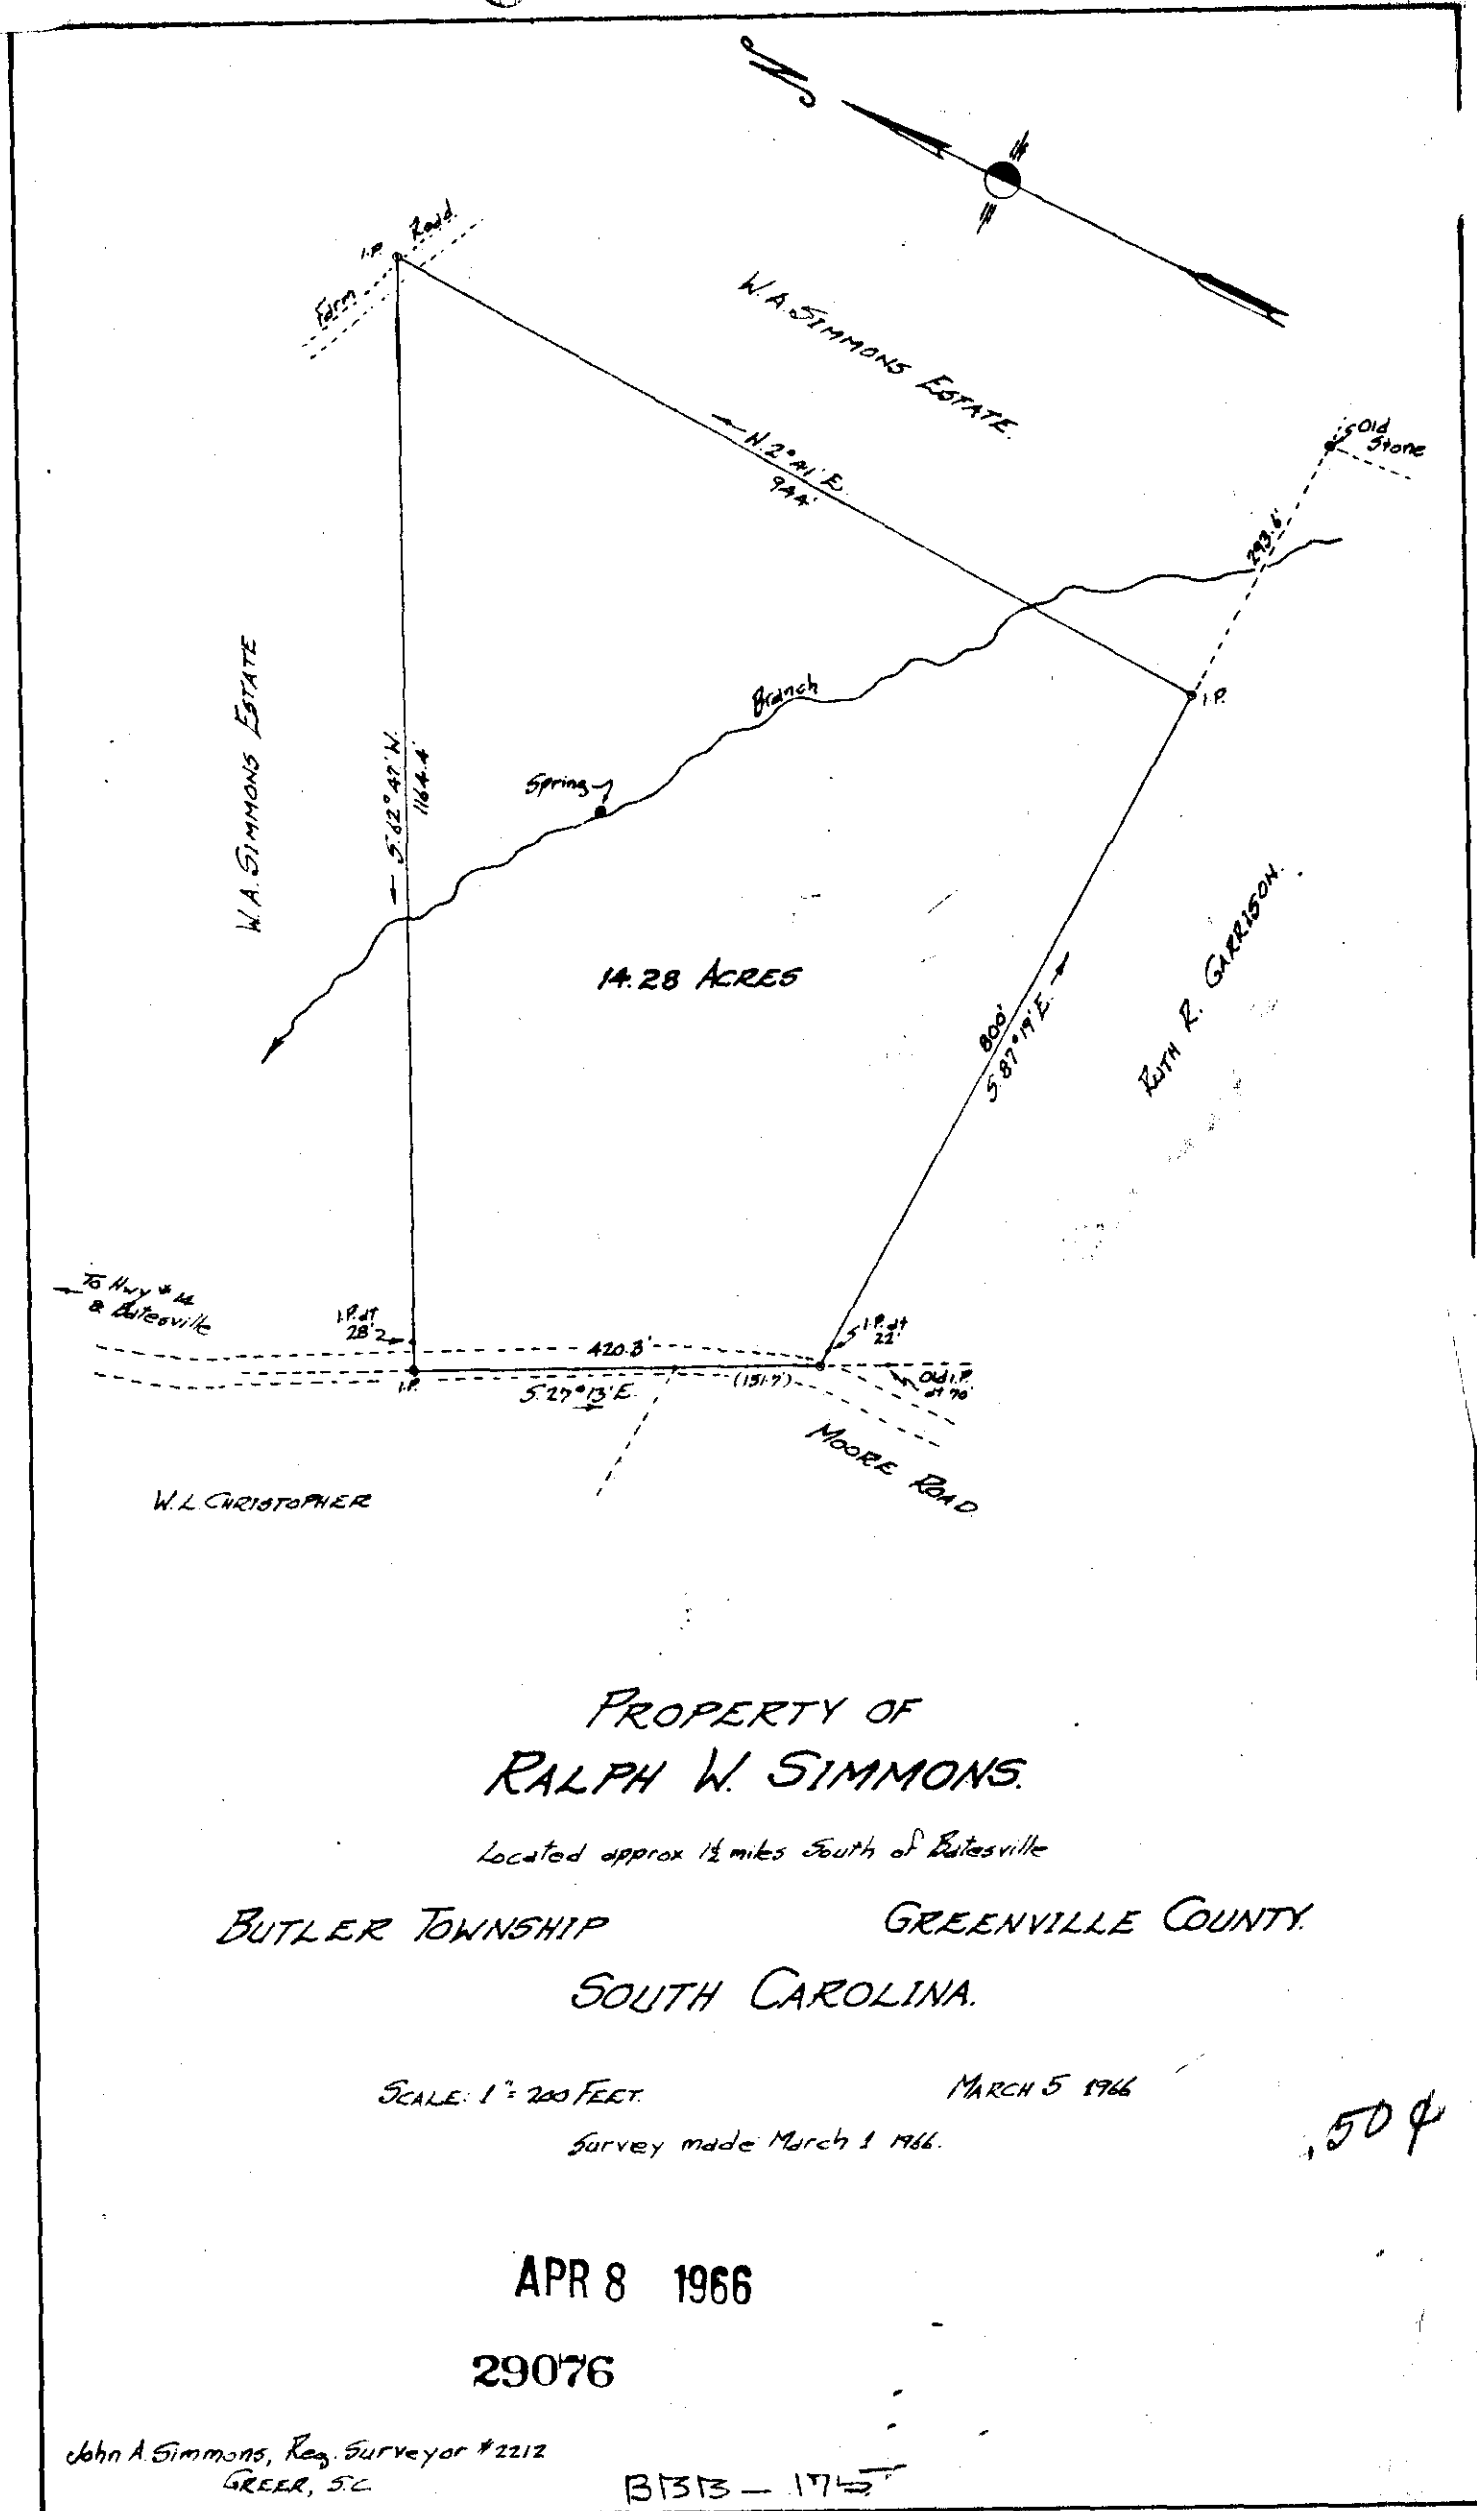 N
I.P.
Farm Road.
W.A. SIMMONS ESTATE.
Old
Stone
N.2°41'E.
944'
293.6'
I.P.
Branch
Spring
W.A. SIMMONS ESTATE
S.62°47'W.
1164.4'
14.28 ACRES
800'
S.87°19'E.
RUTH R. GARRISON.
To Hwy #14
& Batesville
I.P. at
28'
420.3'
I.P. at
22'
I.P.
S.27°13'E.
(151.7')
Old I.P.
at 70'
MOORE ROAD.
W.L. CHRISTOPHER
PROPERTY OF
RALPH W. SIMMONS.
Located approx 1½ miles South of Batesville
BUTLER TOWNSHIP GREENVILLE COUNTY.
SOUTH CAROLINA.
SCALE: 1"= 200 FEET. MARCH 5 1966
Survey made March 1 1966.
.50 ¢
APR 8 1966
29076
John A. Simmons, Reg. Surveyor #2212
GREER, S.C.
BBB - 175